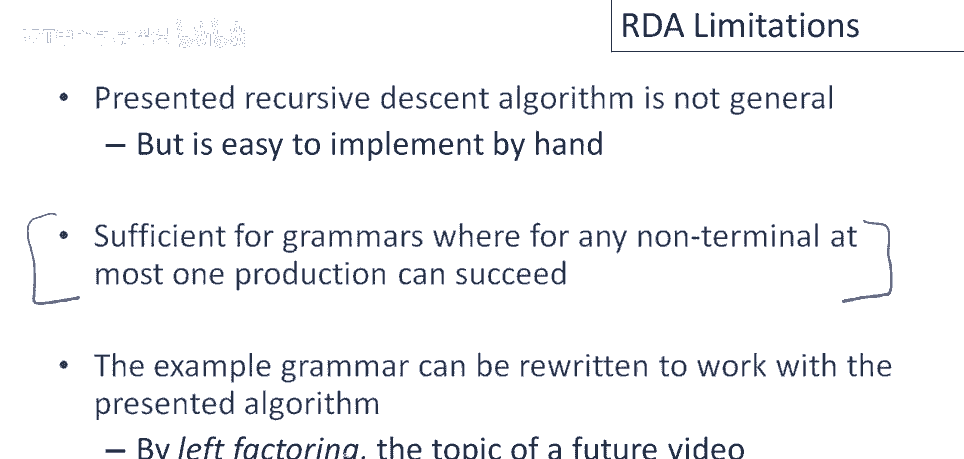 RDA Limitations
• Presented recursive descent algorithm is not general
– But is easy to implement by hand
• Sufficient for grammars where for any non-terminal at
most one production can succeed
• The example grammar can be rewritten to work with the
presented algorithm
– By left factoring, the topic of a future video